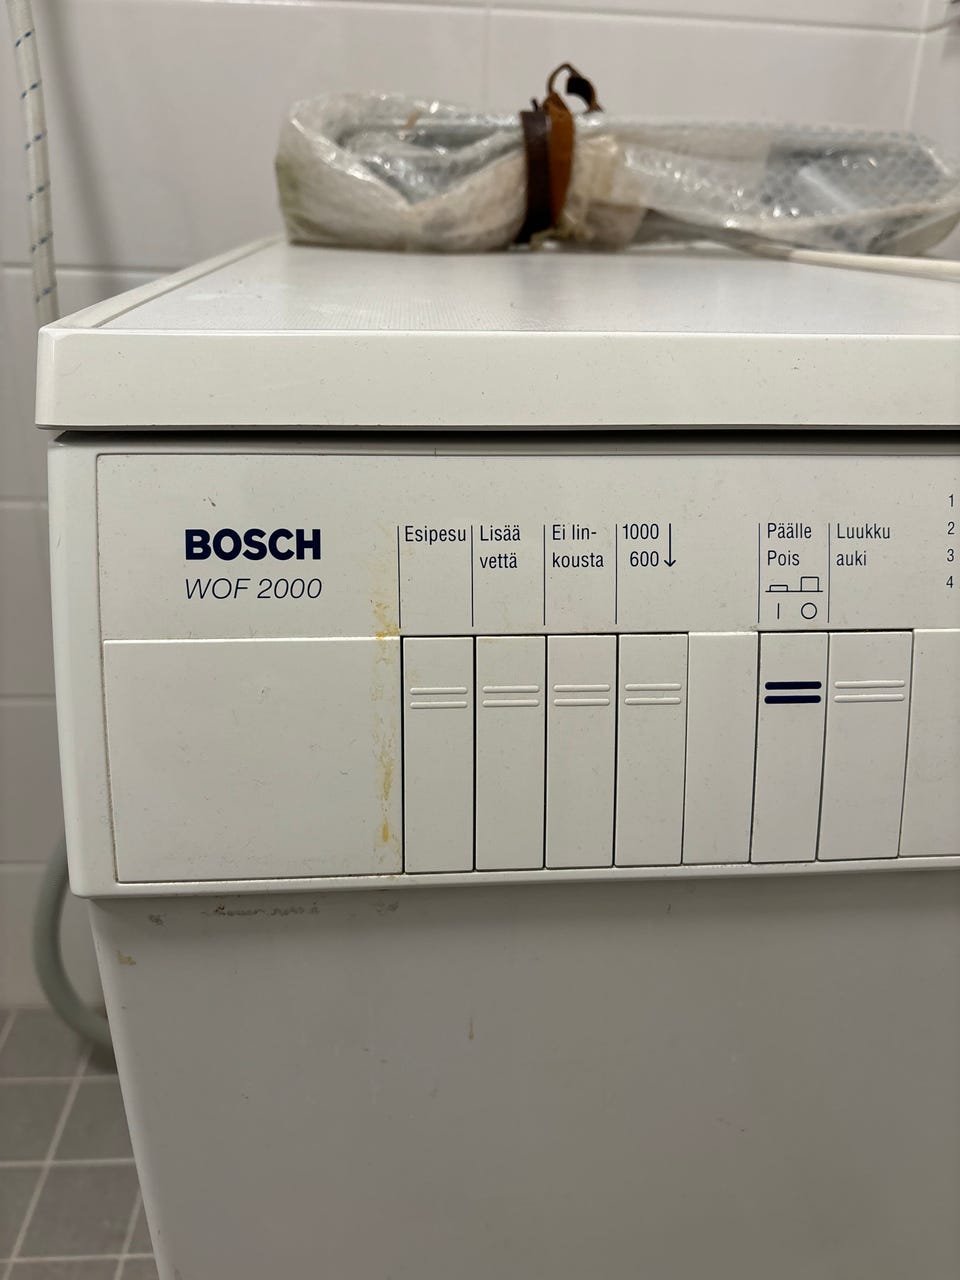 BOSCH
WOF 2000
Esipesu
Lisää
vettä
Ei lin-
kousta
1000
600 ↓
Päälle
Pois
I O
Luukku
auki
1
2
3
4